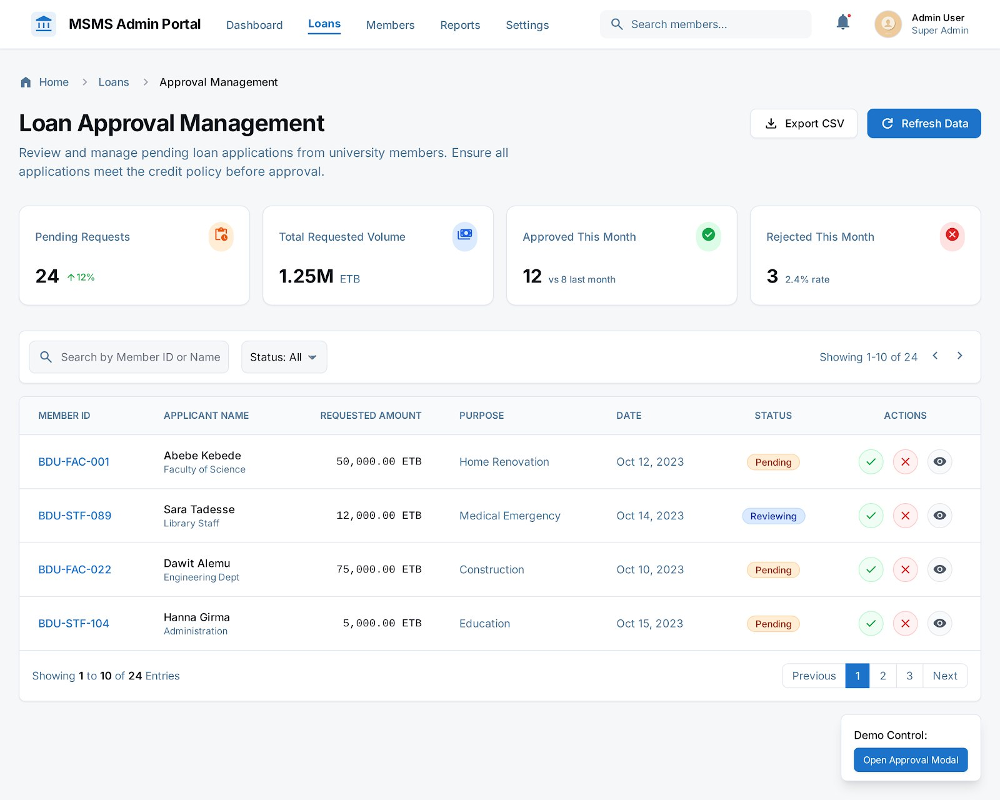 MSMS Admin Portal
Dashboard
Loans
Members
Reports
Settings
Search members...
Admin User
Super Admin
Home
Loans
Approval Management
Loan Approval Management
Export CSV
Refresh Data
Review and manage pending loan applications from university members. Ensure all
applications meet the credit policy before approval.
Pending Requests
24 12%
Total Requested Volume
1.25M ETB
Approved This Month
12 vs 8 last month
Rejected This Month
3 2.4% rate
Search by Member ID or Name
Status: All
Showing 1-10 of 24
MEMBER ID APPLICANT NAME REQUESTED AMOUNT PURPOSE DATE STATUS ACTIONS
BDU-FAC-001 Abebe Kebede 50,000.00 ETB Home Renovation Oct 12, 2023 Pending
Faculty of Science
BDU-STF-089 Sara Tadesse 12,000.00 ETB Medical Emergency Oct 14, 2023 Reviewing
Library Staff
BDU-FAC-022 Dawit Alemu 75,000.00 ETB Construction Oct 10, 2023 Pending
Engineering Dept
BDU-STF-104 Hanna Girma 5,000.00 ETB Education Oct 15, 2023 Pending
Administration
Showing 1 to 10 of 24 Entries
Previous 1 2 3 Next
Demo Control:
Open Approval Modal